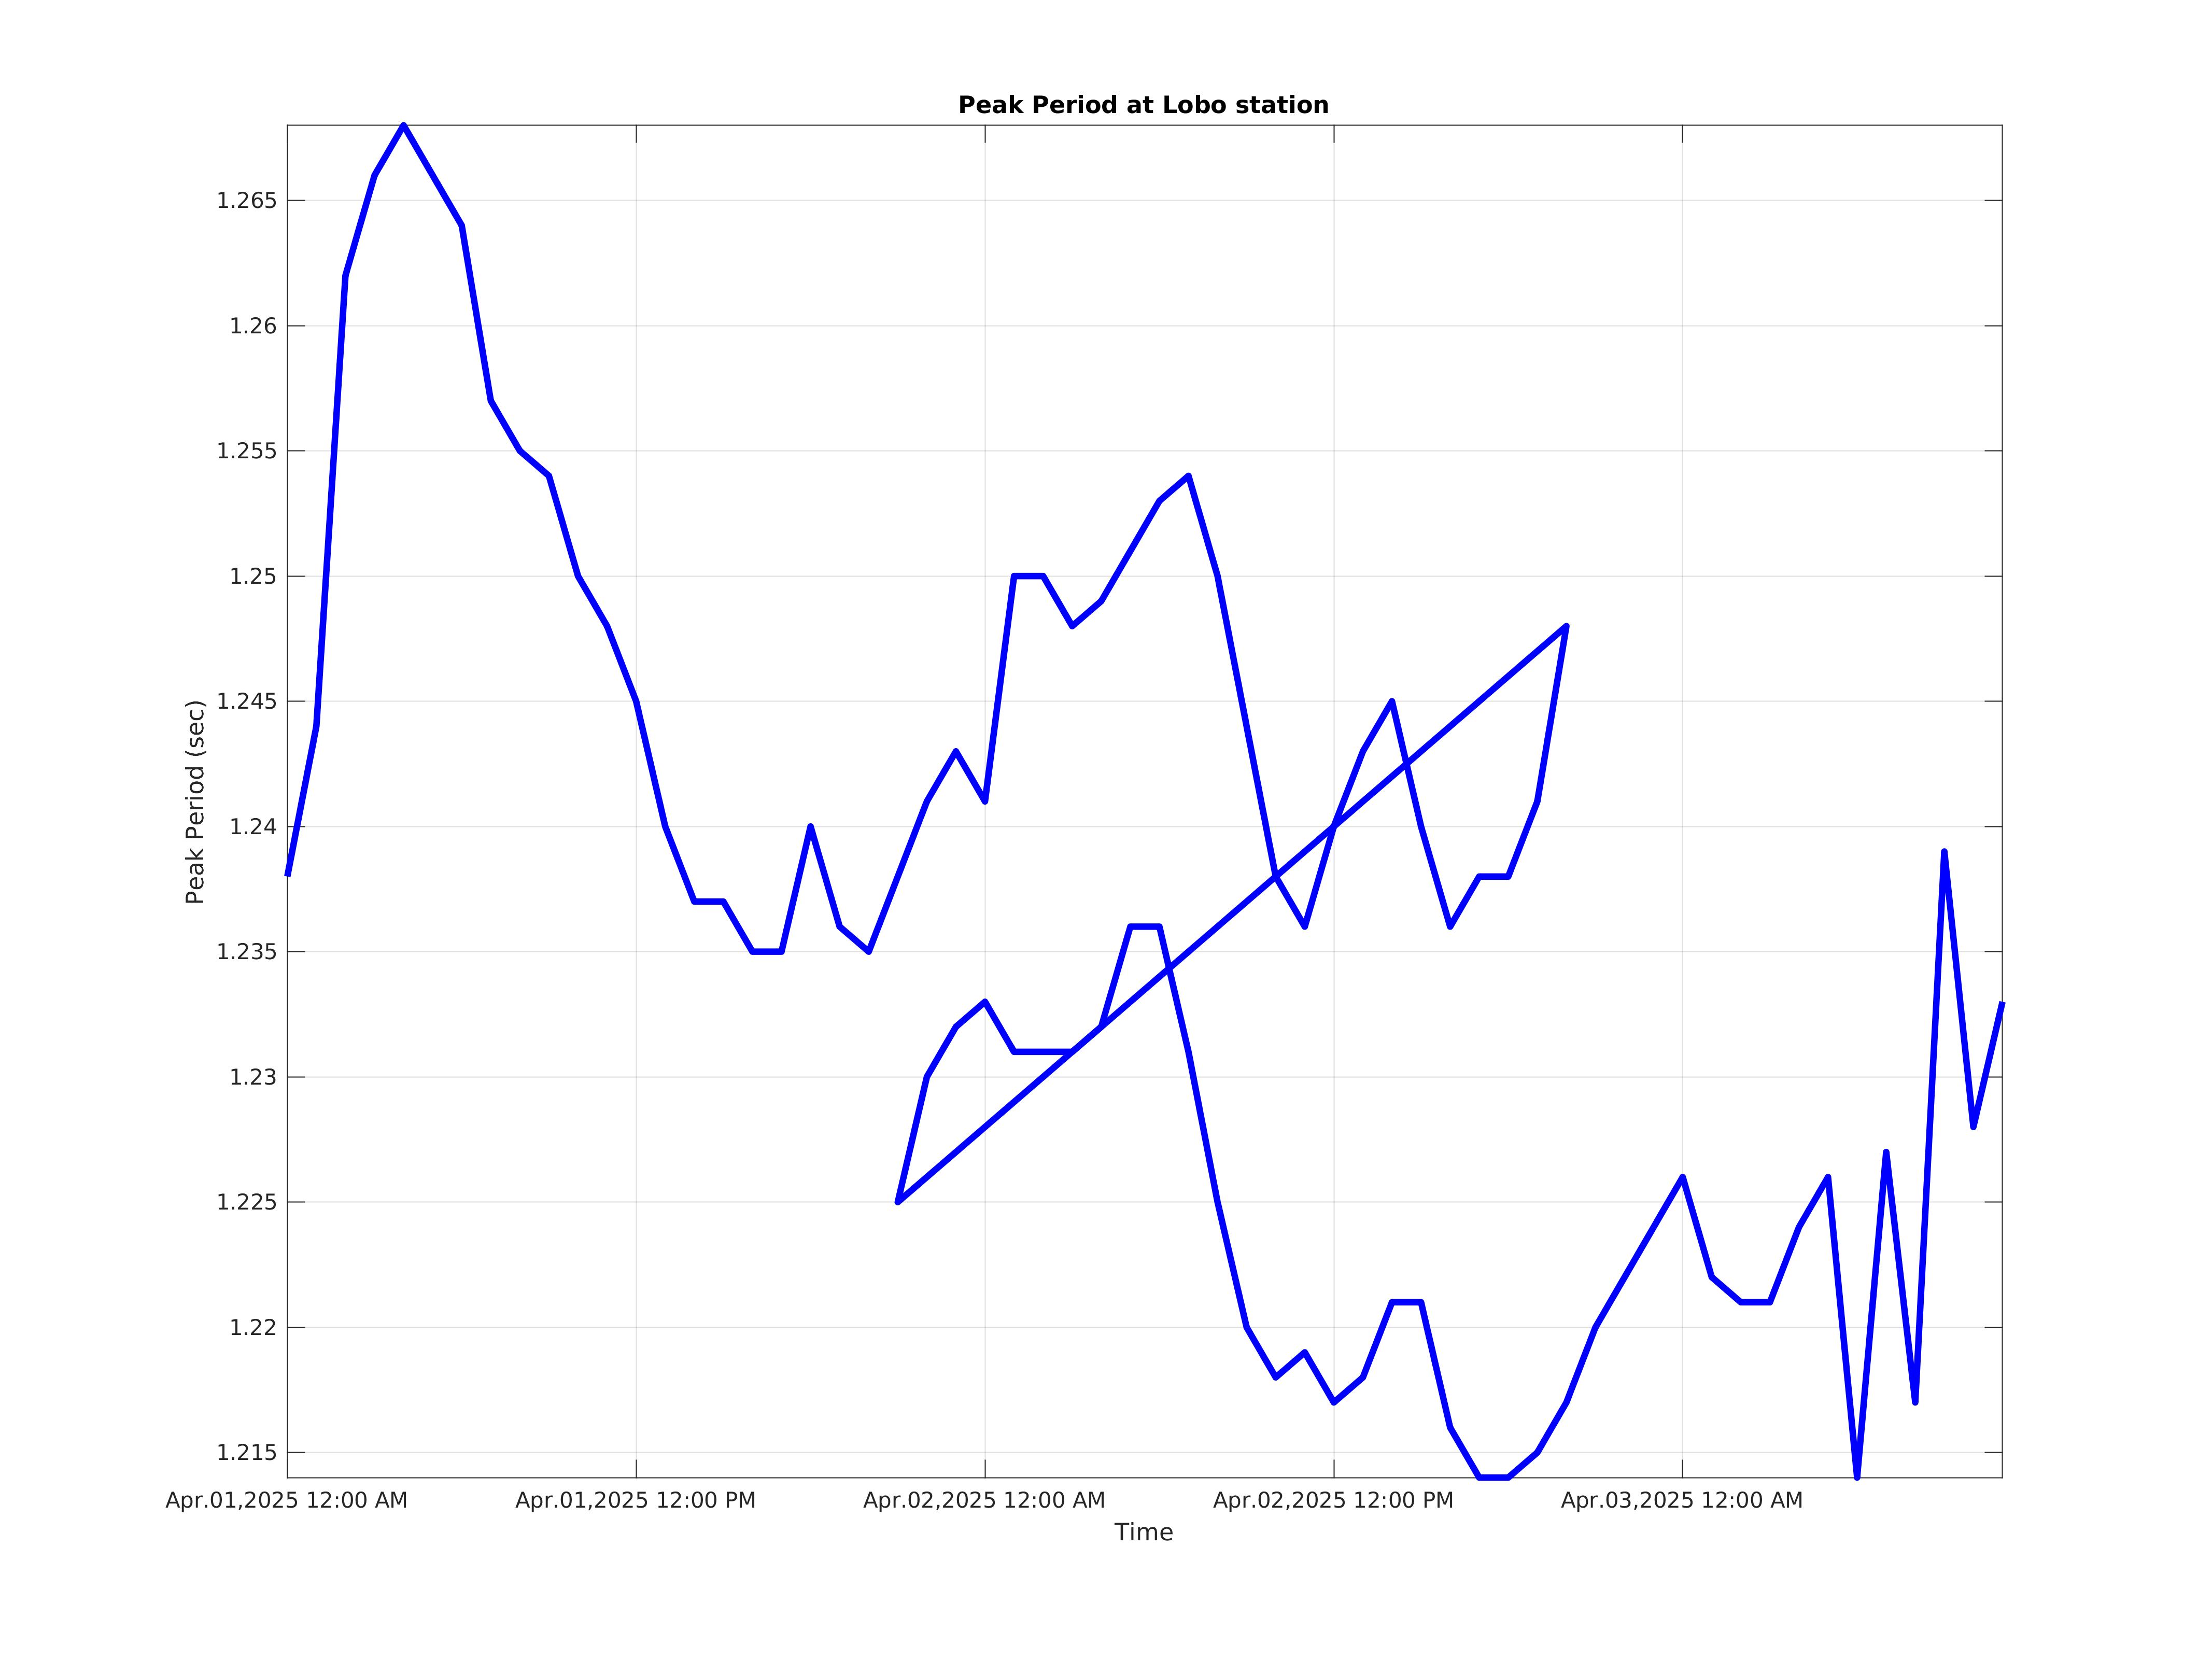 Peak Period at Lobo station
1.265
1.26
1.255
1.25
1.245
1.24
1.235
1.23
1.225
1.22
1.215
Peak Period (sec)
Apr.01,2025 12:00 AM
Apr.01,2025 12:00 PM
Apr.02,2025 12:00 AM
Apr.02,2025 12:00 PM
Apr.03,2025 12:00 AM
Time